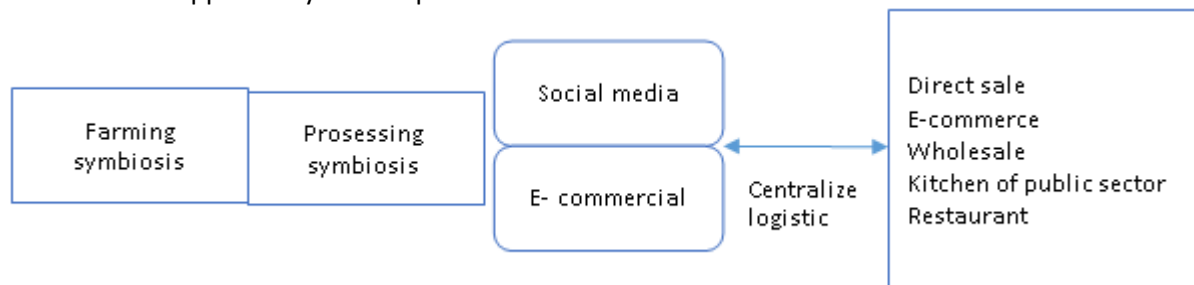 Farming
symbiosis
Prosessing
symbiosis
Social media
E- commercial
Centralize
logistic
Direct sale
E-commerce
Wholesale
Kitchen of public sector
Restaurant